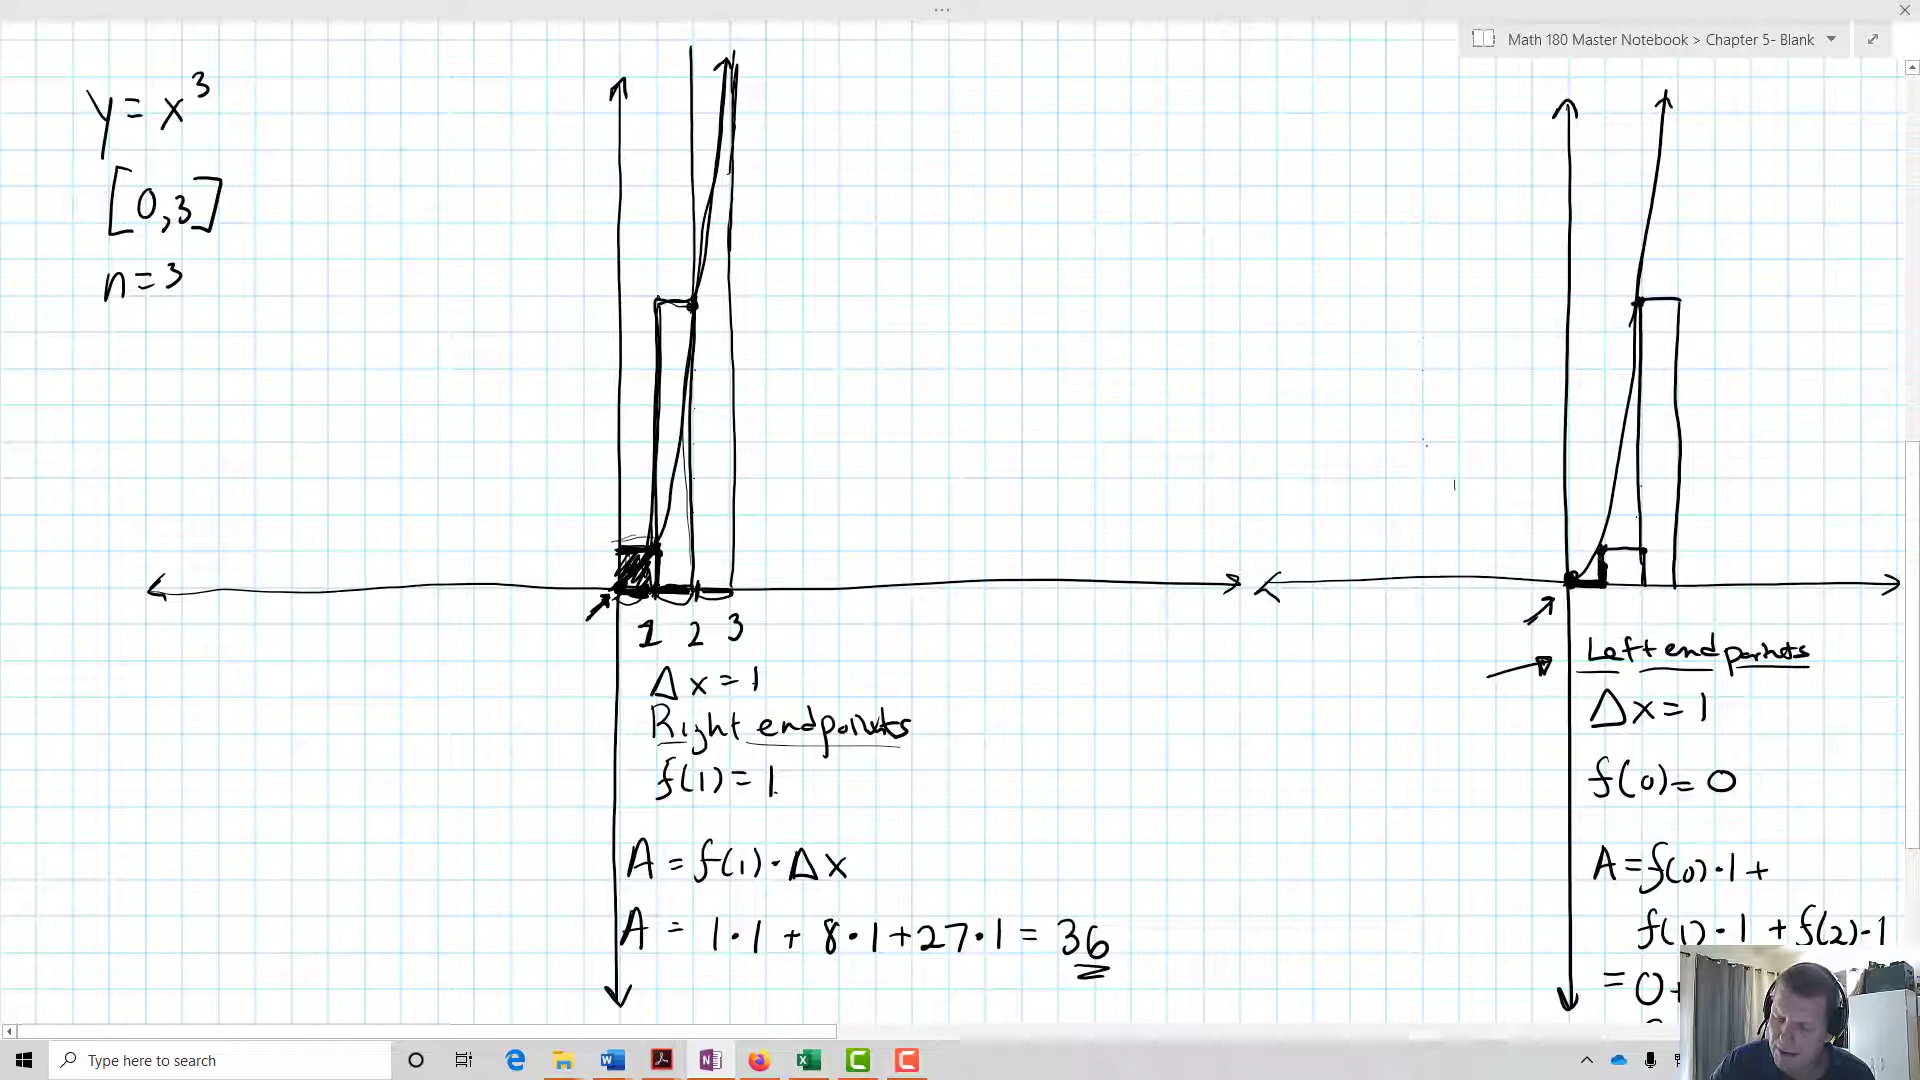 Math 180 Master Notebook > Chapter 5- Blank
y = x³
[0,3]
n = 3
1 2 3
Δx = 1
Right endpoints
f(1) = 1
A = f(1) · Δx
A = 1·1 + 8·1 + 27·1 = 36
Left endpoints
Δx = 1
f(0) = 0
A = f(0)·1 +
f(1)·1 + f(2)·1
= 0+
Type here to search